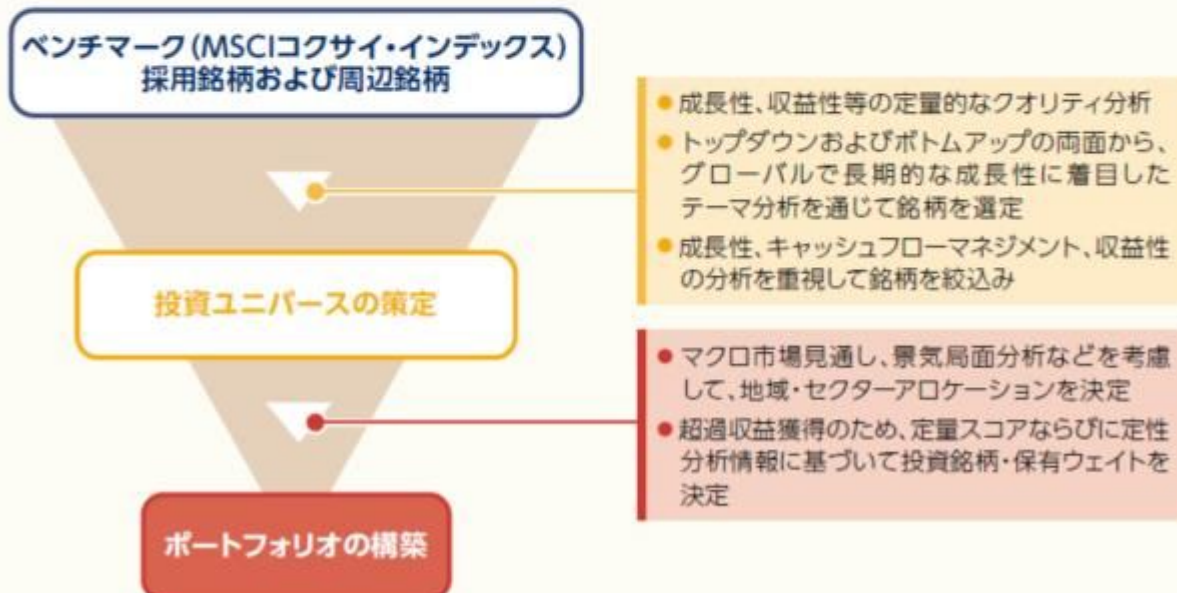 ベンチマーク(MSCIコクサイ・インデックス)
採用銘柄および周辺銘柄
● 成長性、収益性等の定量的なクオリティ分析
● トップダウンおよびボトムアップの両面から、
グローバルで長期的な成長性に着目した
テーマ分析を通じて銘柄を選定
● 成長性、キャッシュフローマネジメント、収益性
の分析を重視して銘柄を絞込み
投資ユニバースの策定
● マクロ市場見通し、景気局面分析などを考慮
して、地域・セクターアロケーションを決定
● 超過収益獲得のため、定量スコアならびに定性
分析情報に基づいて投資銘柄・保有ウェイトを
決定
ポートフォリオの構築